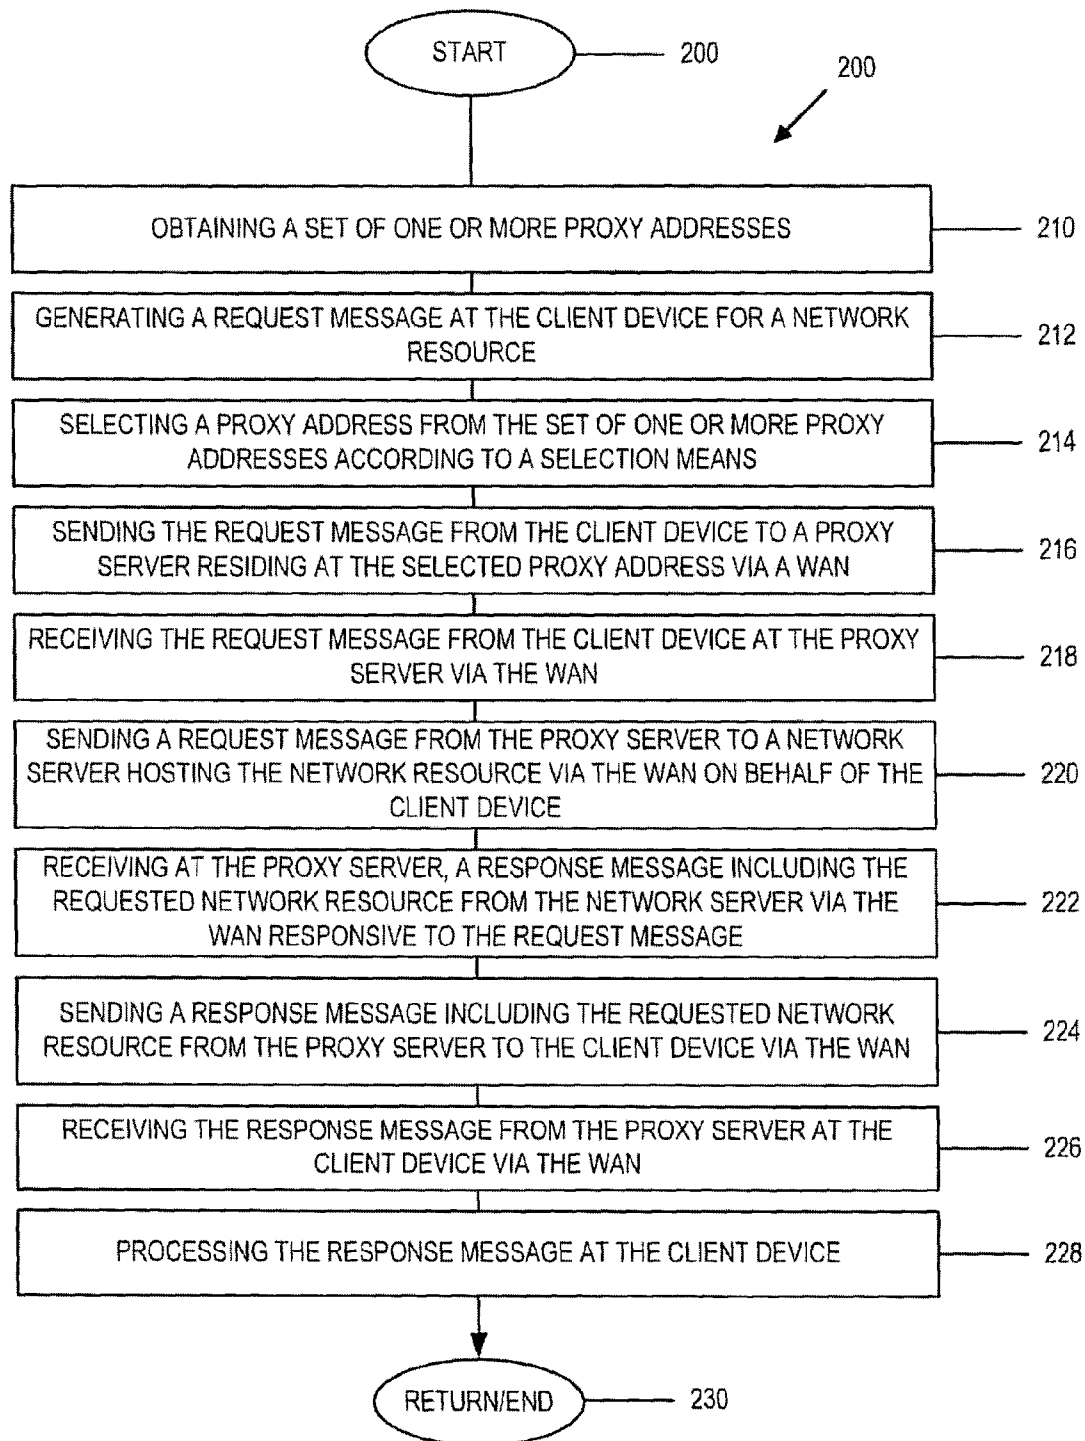 START
200
200
OBTAINING A SET OF ONE OR MORE PROXY ADDRESSES
210
GENERATING A REQUEST MESSAGE AT THE CLIENT DEVICE FOR A NETWORK
RESOURCE
212
SELECTING A PROXY ADDRESS FROM THE SET OF ONE OR MORE PROXY
ADDRESSES ACCORDING TO A SELECTION MEANS
214
SENDING THE REQUEST MESSAGE FROM THE CLIENT DEVICE TO A PROXY
SERVER RESIDING AT THE SELECTED PROXY ADDRESS VIA A WAN
216
RECEIVING THE REQUEST MESSAGE FROM THE CLIENT DEVICE AT THE PROXY
SERVER VIA THE WAN
218
SENDING A REQUEST MESSAGE FROM THE PROXY SERVER TO A NETWORK
SERVER HOSTING THE NETWORK RESOURCE VIA THE WAN ON BEHALF OF THE
CLIENT DEVICE
220
RECEIVING AT THE PROXY SERVER, A RESPONSE MESSAGE INCLUDING THE
REQUESTED NETWORK RESOURCE FROM THE NETWORK SERVER VIA THE
WAN RESPONSIVE TO THE REQUEST MESSAGE
222
SENDING A RESPONSE MESSAGE INCLUDING THE REQUESTED NETWORK
RESOURCE FROM THE PROXY SERVER TO THE CLIENT DEVICE VIA THE WAN
224
RECEIVING THE RESPONSE MESSAGE FROM THE PROXY SERVER AT THE
CLIENT DEVICE VIA THE WAN
226
PROCESSING THE RESPONSE MESSAGE AT THE CLIENT DEVICE
228
RETURN/END
230